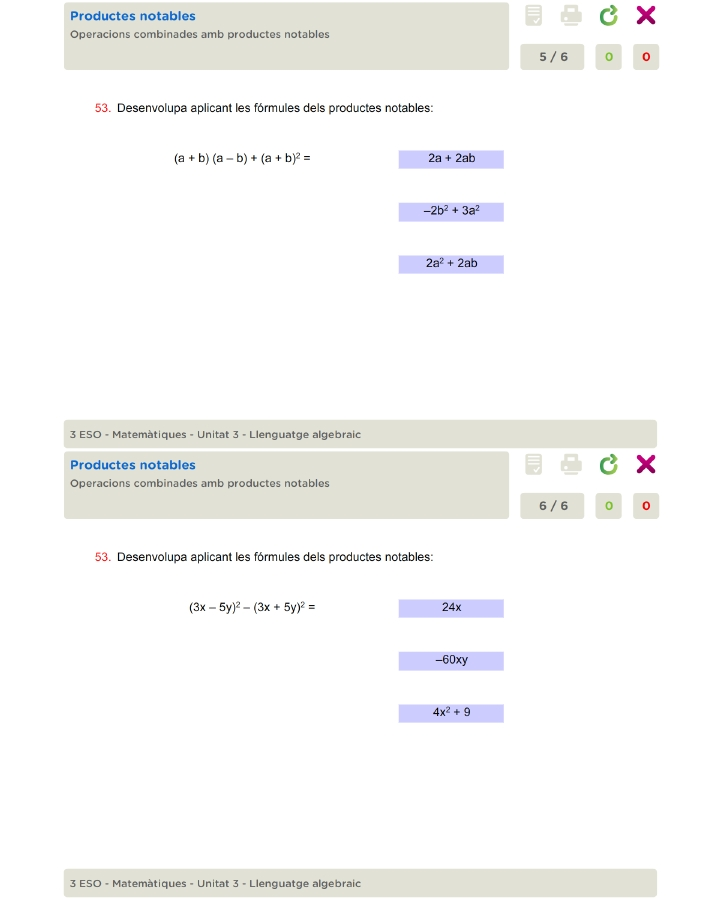 Productes notables
Operacions combinades amb productes notables
5 / 6 0 0
53. Desenvolupa aplicant les fórmules dels productes notables:
(a + b) (a – b) + (a + b)² = 2a + 2ab
–2b² + 3a²
2a² + 2ab
3 ESO - Matemàtiques - Unitat 3 - Llenguatge algebraic
Productes notables
Operacions combinades amb productes notables
6 / 6 0 0
53. Desenvolupa aplicant les fórmules dels productes notables:
(3x – 5y)² – (3x + 5y)² = 24x
–60xy
4x² + 9
3 ESO - Matemàtiques - Unitat 3 - Llenguatge algebraic